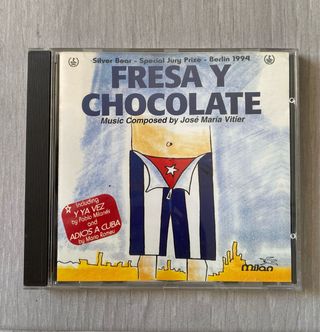 Silver Bear - Special Jury Prize - Berlin 1994
FRESA Y
CHOCOLATE
Music Composed by José María Vitier
Including
Y YA VEZ
by Pablo Milanés
and
ADIOS A CUBA
by Mario Romeu
milan